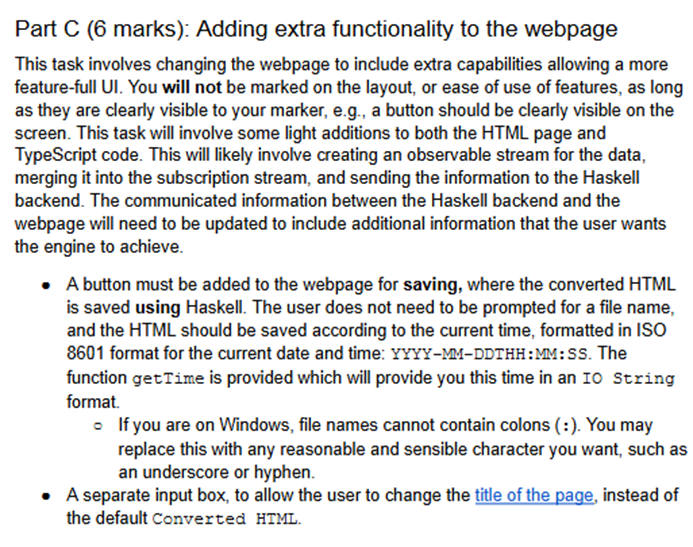 Part C (6 marks): Adding extra functionality to the webpage
This task involves changing the webpage to include extra capabilities allowing a more
feature-full UI. You will not be marked on the layout, or ease of use of features, as long
as they are clearly visible to your marker, e.g., a button should be clearly visible on the
screen. This task will involve some light additions to both the HTML page and
TypeScript code. This will likely involve creating an observable stream for the data,
merging it into the subscription stream, and sending the information to the Haskell
backend. The communicated information between the Haskell backend and the
webpage will need to be updated to include additional information that the user wants
the engine to achieve.
● A button must be added to the webpage for saving, where the converted HTML
is saved using Haskell. The user does not need to be prompted for a file name,
and the HTML should be saved according to the current time, formatted in ISO
8601 format for the current date and time: YYYY-MM-DDTHH:MM:SS. The
function getTime is provided which will provide you this time in an IO String
format.
○ If you are on Windows, file names cannot contain colons (:). You may
replace this with any reasonable and sensible character you want, such as
an underscore or hyphen.
● A separate input box, to allow the user to change the title of the page, instead of
the default Converted HTML.